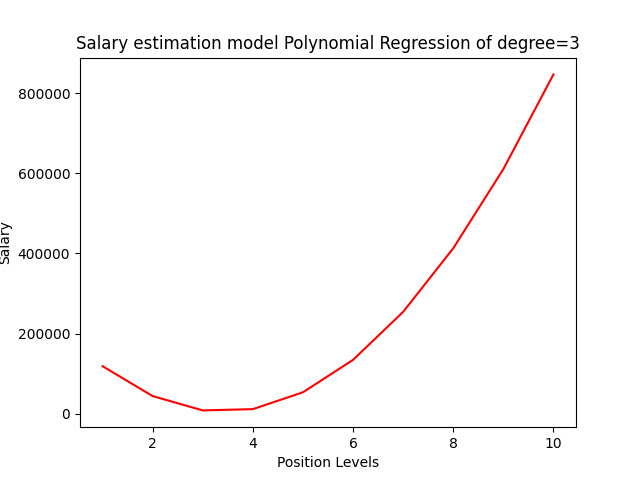 Salary estimation model Polynomial Regression of degree=3
800000
600000
400000
200000
0
Salary
2 4 6 8 10
Position Levels